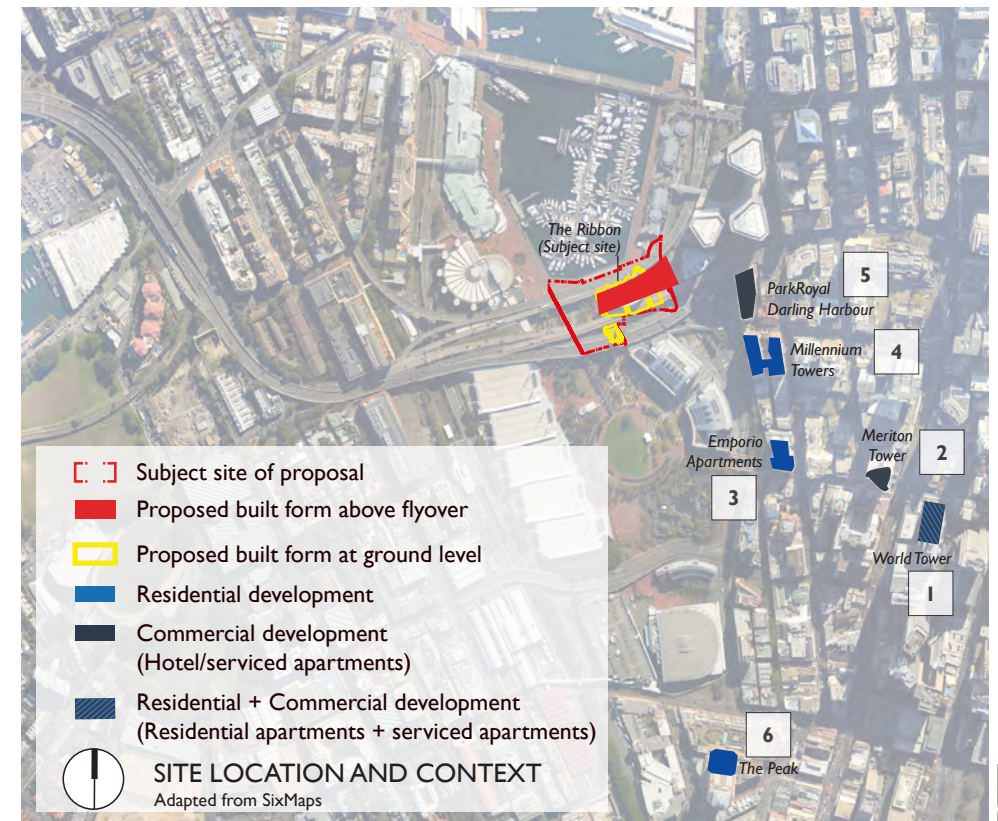 The Ribbon
(Subject site)
5
ParkRoyal
Darling Harbour
4
Millennium
Towers
Emporio
Apartments
3
Meriton
Tower
2
World Tower
1
6
The Peak
Subject site of proposal
Proposed built form above flyover
Proposed built form at ground level
Residential development
Commercial development
(Hotel/serviced apartments)
Residential + Commercial development
(Residential apartments + serviced apartments)
SITE LOCATION AND CONTEXT
Adapted from SixMaps